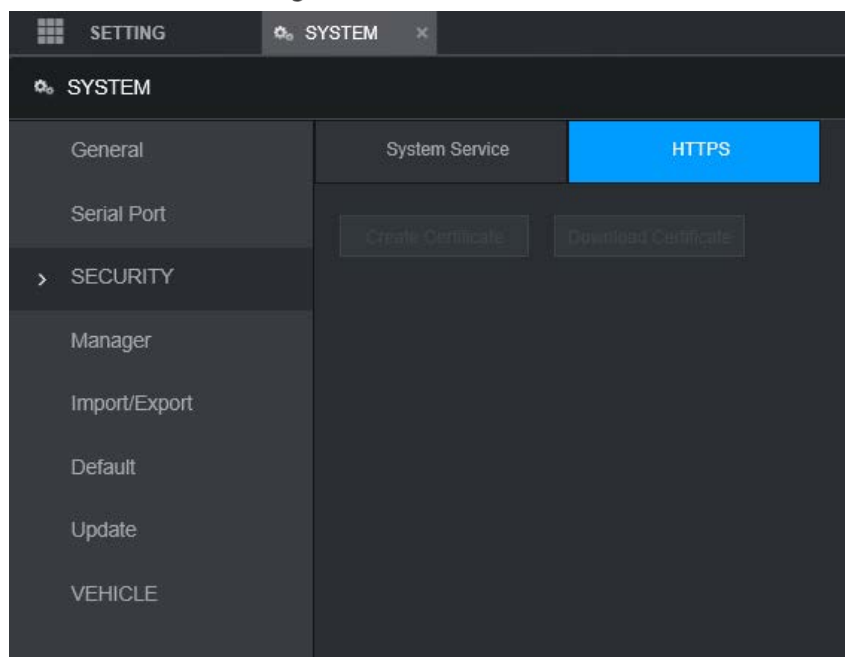 SETTING
SYSTEM ×
SYSTEM
General
System Service
HTTPS
Serial Port
Create Certificate
Download Certificate
SECURITY
Manager
Import/Export
Default
Update
VEHICLE